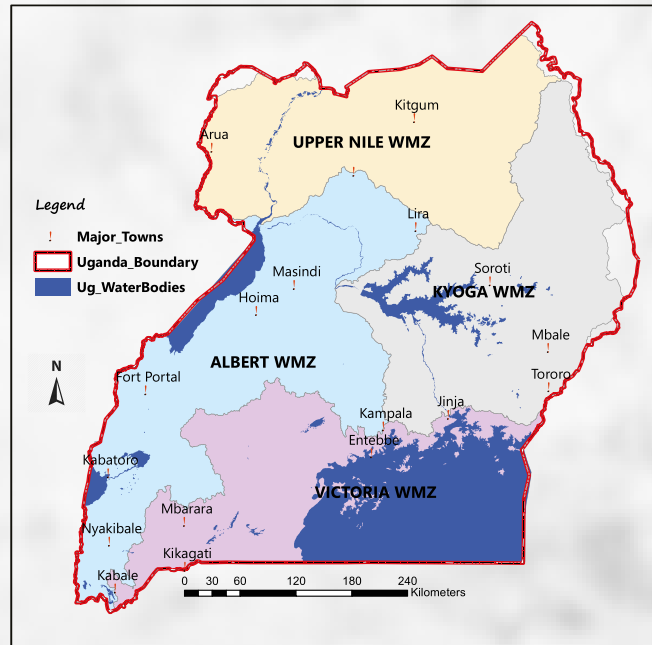 Kitgum
Arua
UPPER NILE WMZ
Lira
Soroti
Masindi
KYOGA WMZ
Hoima
Mbale
ALBERT WMZ
Tororo
Fort Portal
Jinja
Kampala
Entebbe
Kabatoro
VICTORIA WMZ
Mbarara
Nyakibale
Kikagati
Kabale
Legend
Major_Towns
Uganda_Boundary
Ug_WaterBodies
N
0 30 60 120 180 240
Kilometers